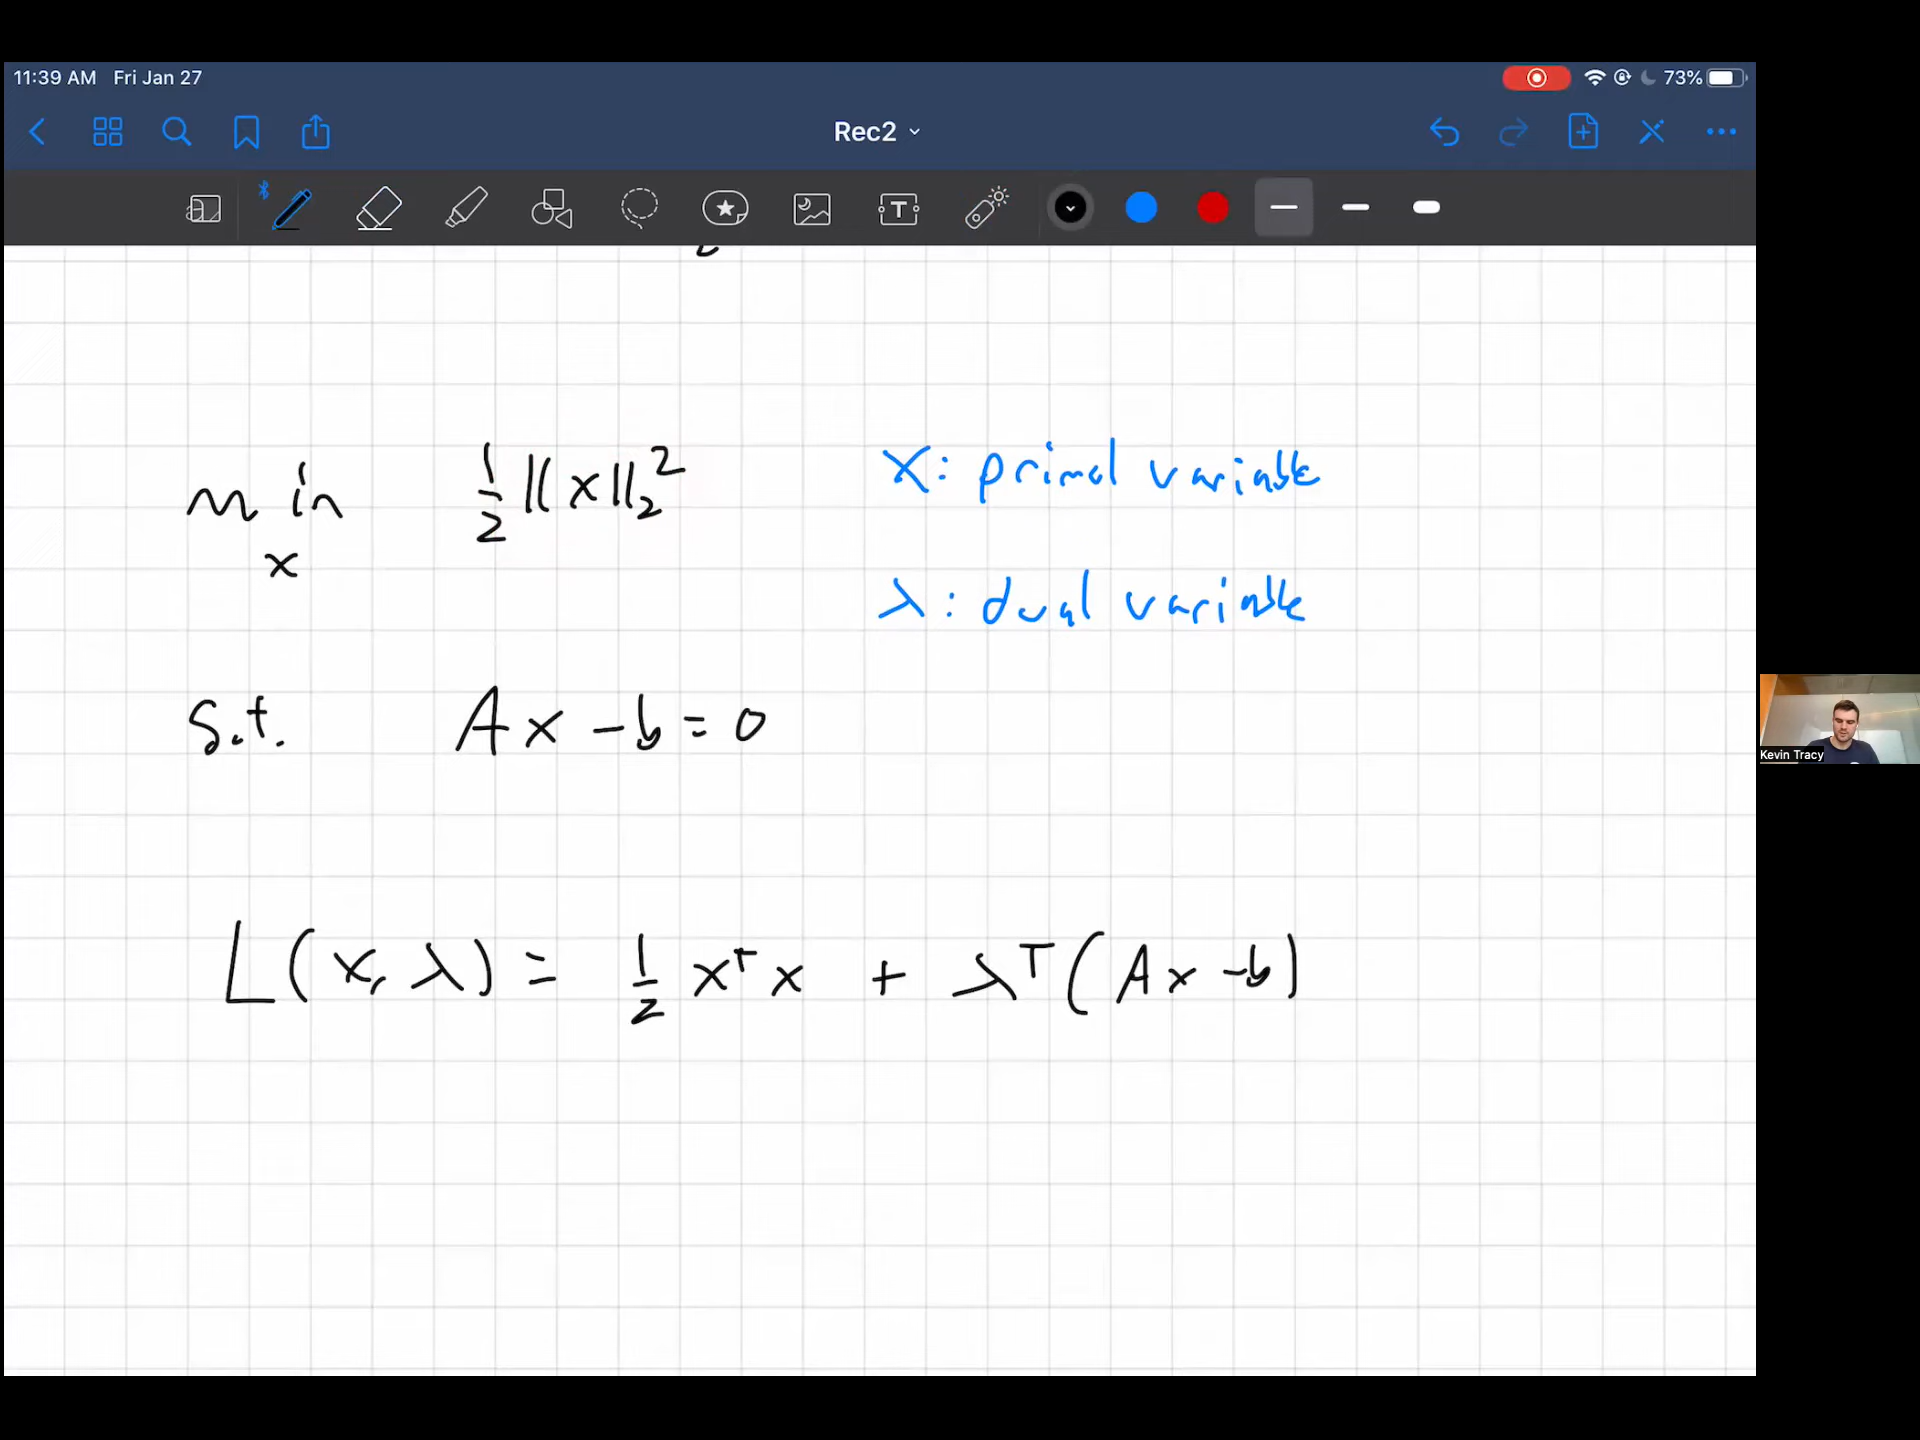 11:39 AM Fri Jan 27 73%
Rec2
min 1/2 ||x||₂²
x
x: primal variable
λ: dual variable
s.t. Ax - b = 0
L(x, λ) = 1/2 xᵀx + λᵀ(Ax - b)
Kevin Tracy